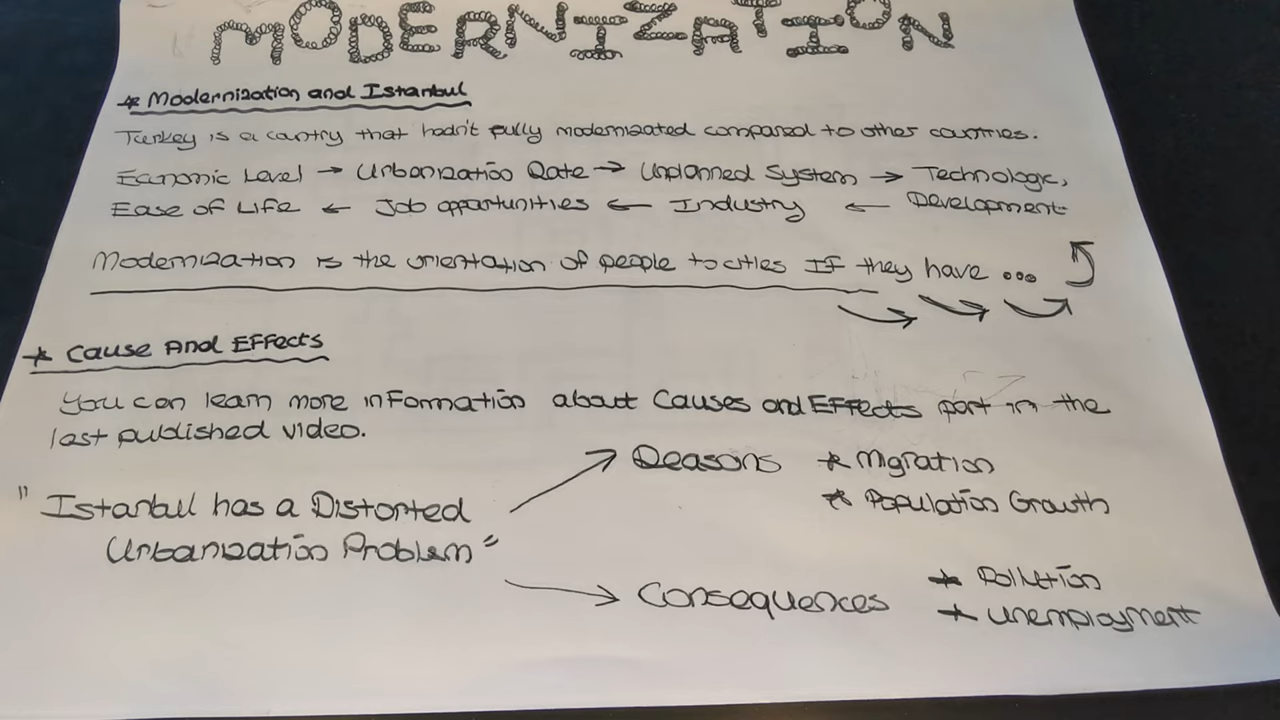 MODERNIZATION
* Modernization and Istanbul
Turkey is a country that hadn't fully modernizated compared to other countries.
Economic Level → Urbanization Rate → Unplanned System → Technologic,
Ease of Life ← Job opportunities ← Industry ← Development
Modernization is the orientation of people to cities If they have ...
* Cause And Effects
You can learn more information about Causes and Effects part in the
last published video.
"Istanbul has a Distorted
Urbanization Problem"
Reasons * Migration
* Population Growth
Consequences * Pollution
* Unemployment